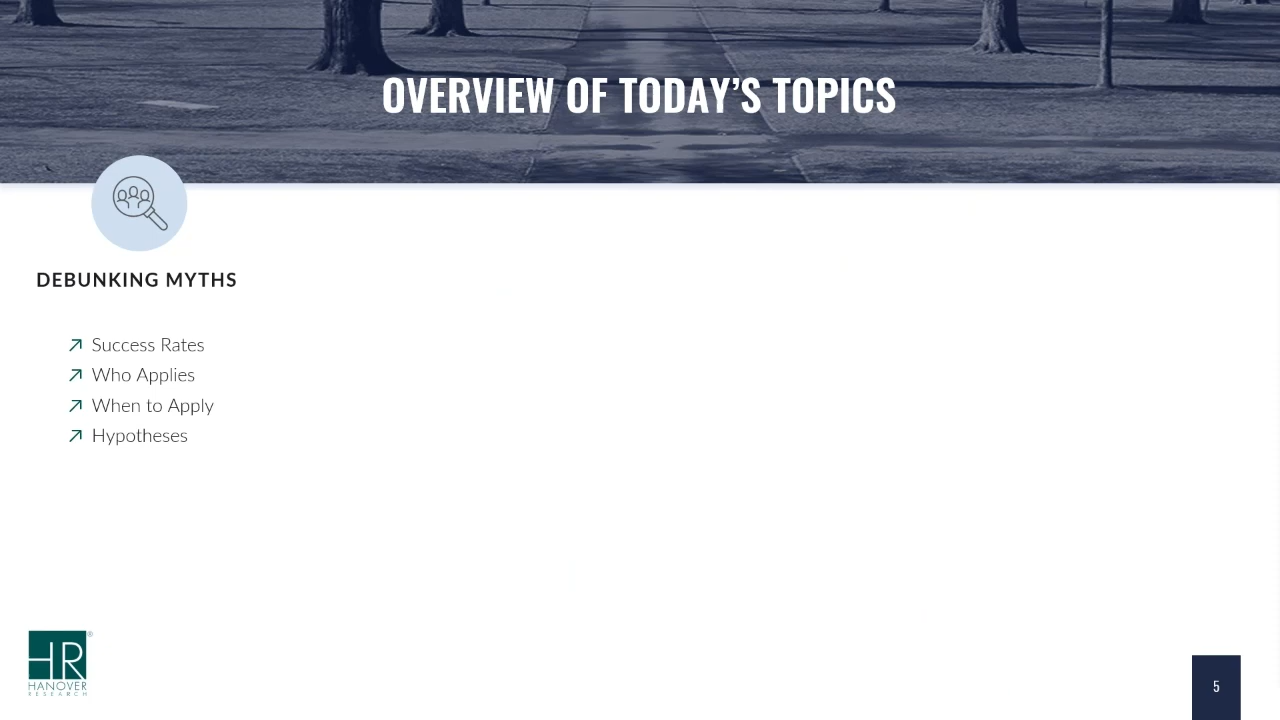 OVERVIEW OF TODAY’S TOPICS
DEBUNKING MYTHS
Success Rates
Who Applies
When to Apply
Hypotheses
HR®
HANOVER
RESEARCH
5